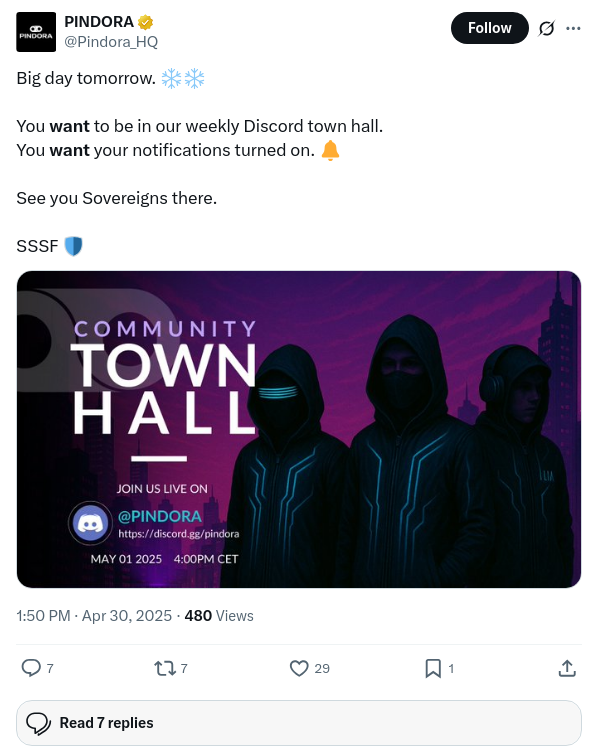 PINDORA
PINDORA
@Pindora_HQ
Follow
Big day tomorrow. ❄️❄️
You want to be in our weekly Discord town hall.
You want your notifications turned on. 🔔
See you Sovereigns there.
SSSF 🛡️
COMMUNITY
TOWN
HALL
JOIN US LIVE ON
@PINDORA
https://discord.gg/pindora
MAY 01 2025 4:00PM CET
1:50 PM · Apr 30, 2025 · 480 Views
7 7 29 1
Read 7 replies